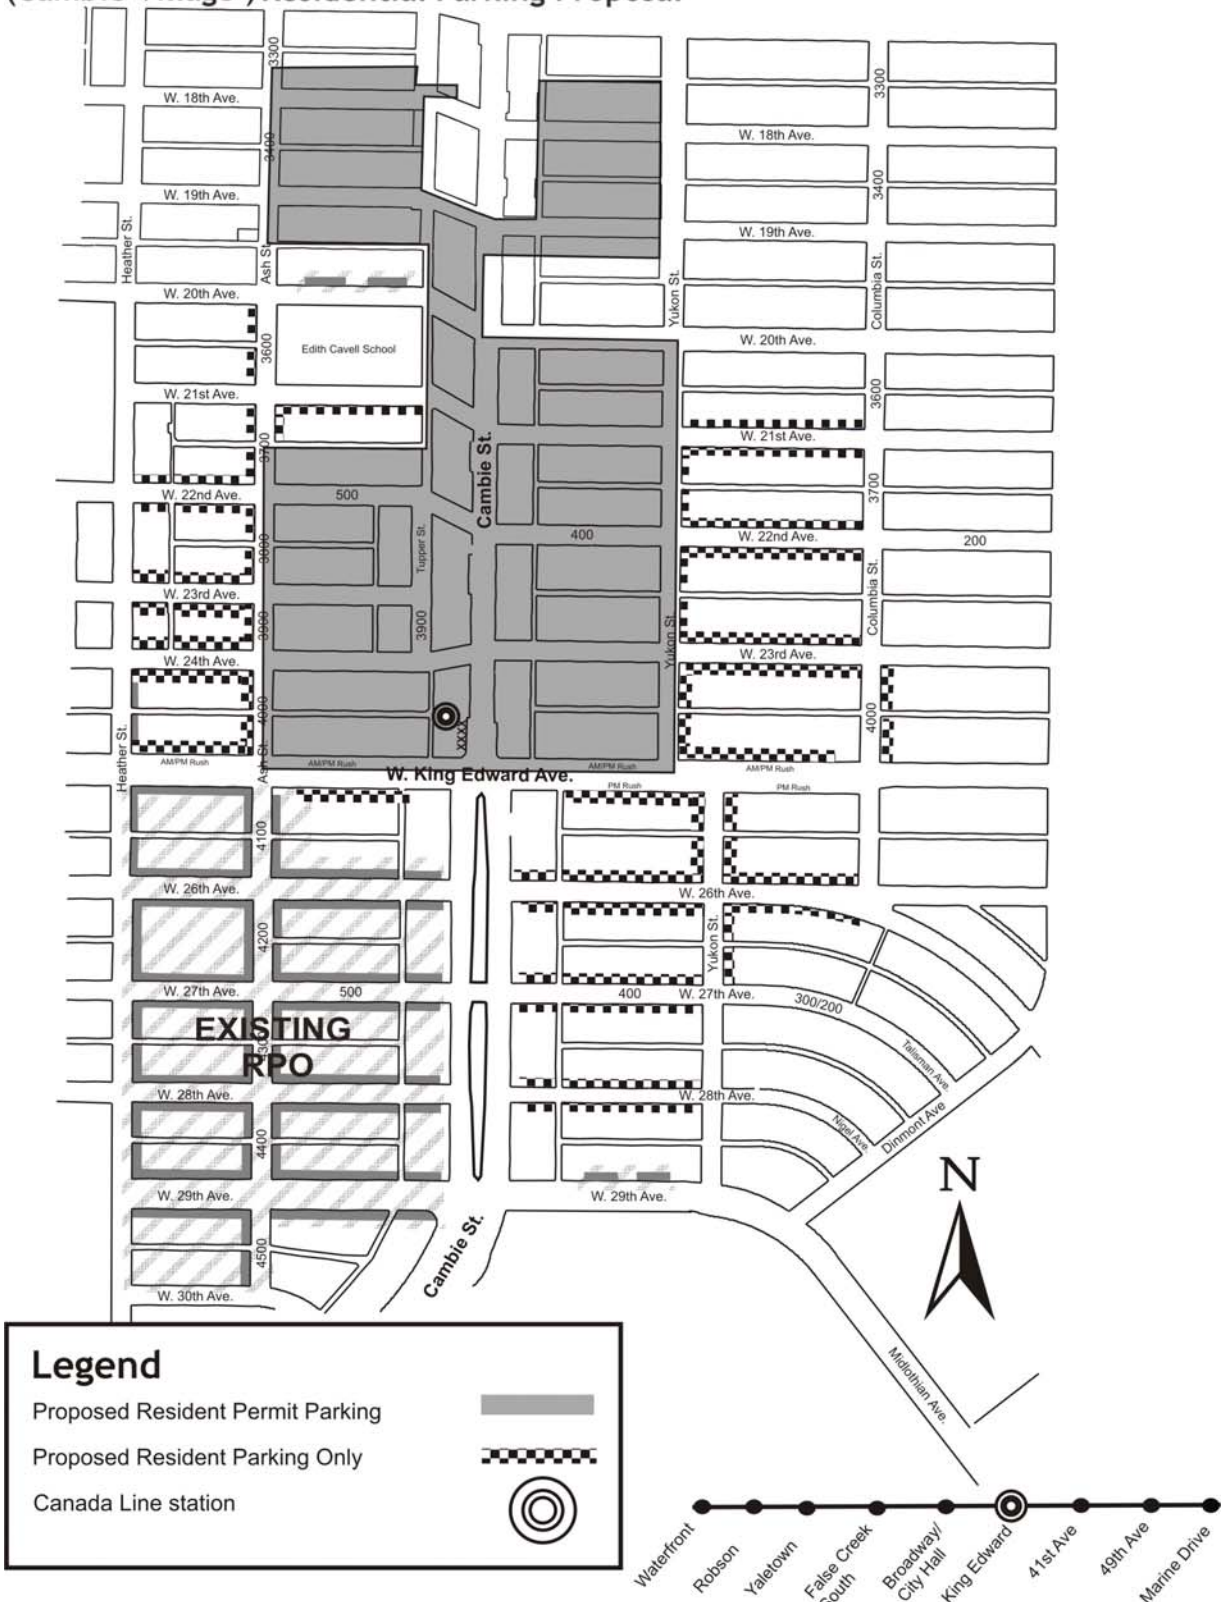 W. 18th Ave.
3300
3300
W. 18th Ave.
3400
W. 19th Ave.
3400
W. 19th Ave.
Heather St.
Ash St.
W. 20th Ave.
Yukon St.
Columbia St.
W. 20th Ave.
3600
Edith Cavell School
W. 21st Ave.
3600
W. 21st Ave.
3700
Cambie St.
W. 22nd Ave.
500
3700
Tupper St.
400
W. 22nd Ave.
200
W. 23rd Ave.
3900
3900
Columbia St.
Yukon St.
W. 23rd Ave.
W. 24th Ave.
4000
4000
XXXX
Heather St.
Ash St.
AM/PM Rush
AM/PM Rush
W. King Edward Ave.
AM/PM Rush
AM/PM Rush
PM Rush
PM Rush
4100
W. 26th Ave.
W. 26th Ave.
4200
Yukon St.
W. 27th Ave.
500
400
W. 27th Ave.
300/200
EXISTING
RPO
4300
Talisman Ave.
W. 28th Ave.
W. 28th Ave.
Nigel Ave.
Dinmont Ave
4400
N
W. 29th Ave.
W. 29th Ave.
Cambie St.
4500
W. 30th Ave.
Midlothian Ave.
Legend
Proposed Resident Permit Parking
Proposed Resident Parking Only
Canada Line station
Waterfront
Robson
Yaletown
False Creek
South
Broadway/
City Hall
King Edward
41st Ave
49th Ave
Marine Drive